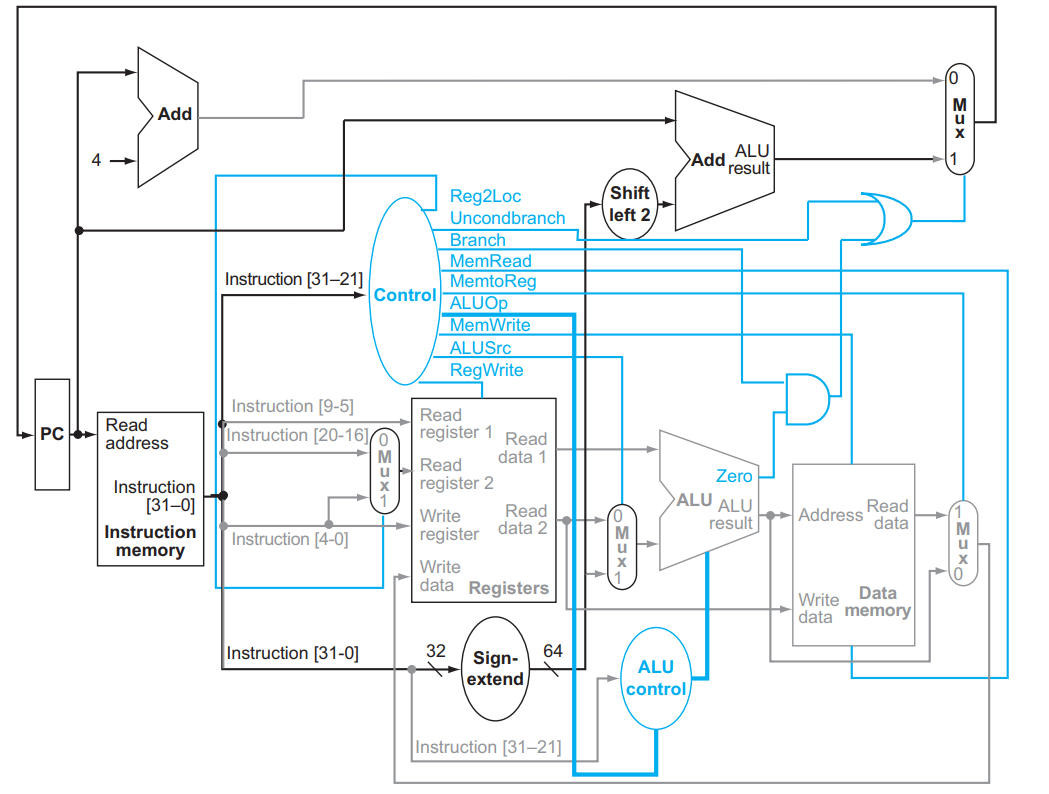 0
M
u
x
1
Add
4
Add
ALU
result
Shift
left 2
Reg2Loc
Uncondbranch
Branch
MemRead
MemtoReg
ALUOp
MemWrite
ALUSrc
RegWrite
Instruction [31–21]
Control
PC
Read
address
Instruction
[31–0]
Instruction
memory
Instruction [9-5]
Instruction [20-16]
Instruction [4-0]
0
M
u
x
1
Read
register 1
Read
register 2
Write
register
Write
data
Read
data 1
Read
data 2
Registers
0
M
u
x
1
Zero
ALU
ALU
result
Address
Read
data
Write
data
Data
memory
1
M
u
x
0
Instruction [31-0]
32
Sign-
extend
64
ALU
control
Instruction [31–21]